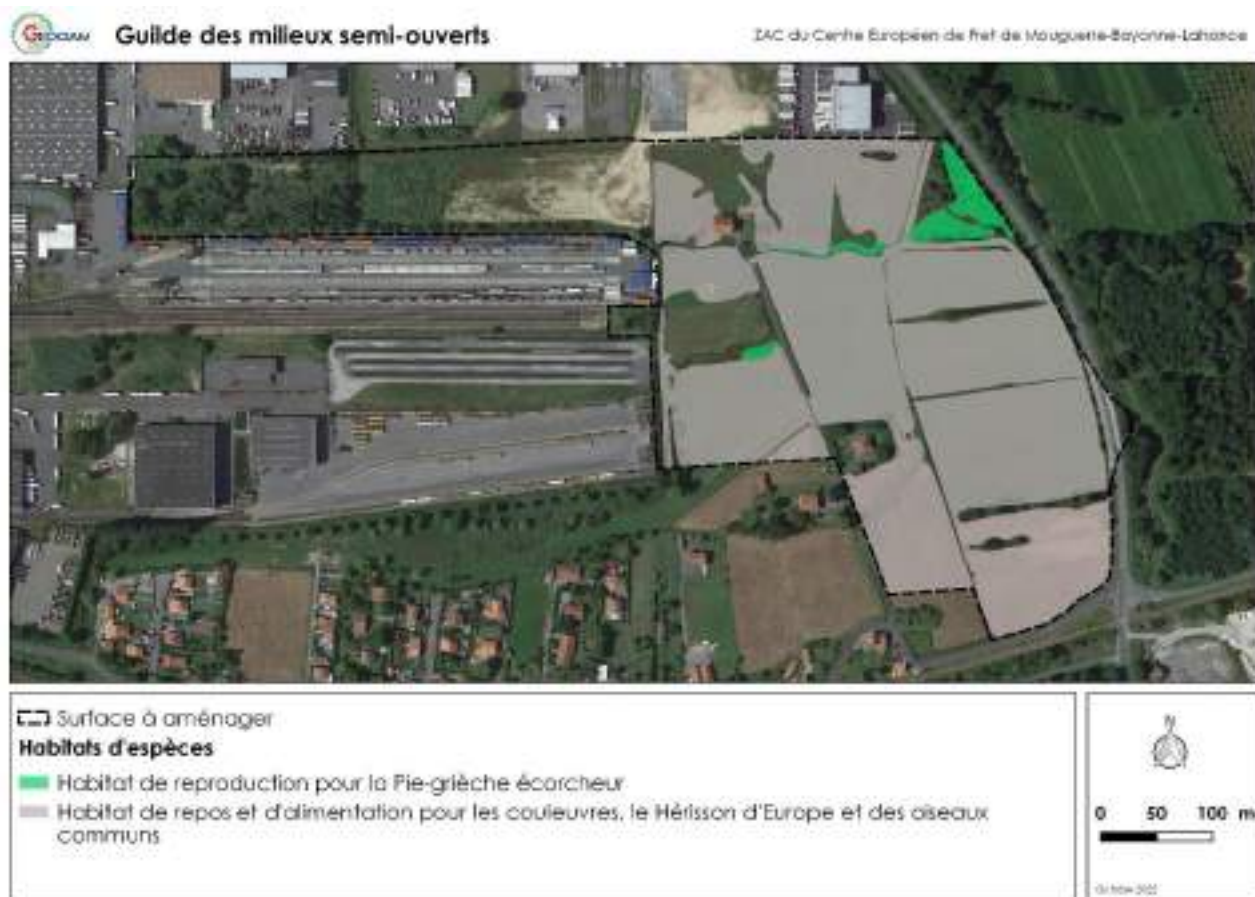 GEOCIAM
Guilde des milieux semi-ouverts
ZAC du Centre Européen de Fret de Mouguerre-Bayonne-Lahonce
Surface à aménager
Habitats d'espèces
Habitat de reproduction pour la Pie-grièche écorcheur
Habitat de repos et d'alimentation pour les couleuvres, le Hérisson d'Europe et des oiseaux
communs
N
0 50 100 m
2022